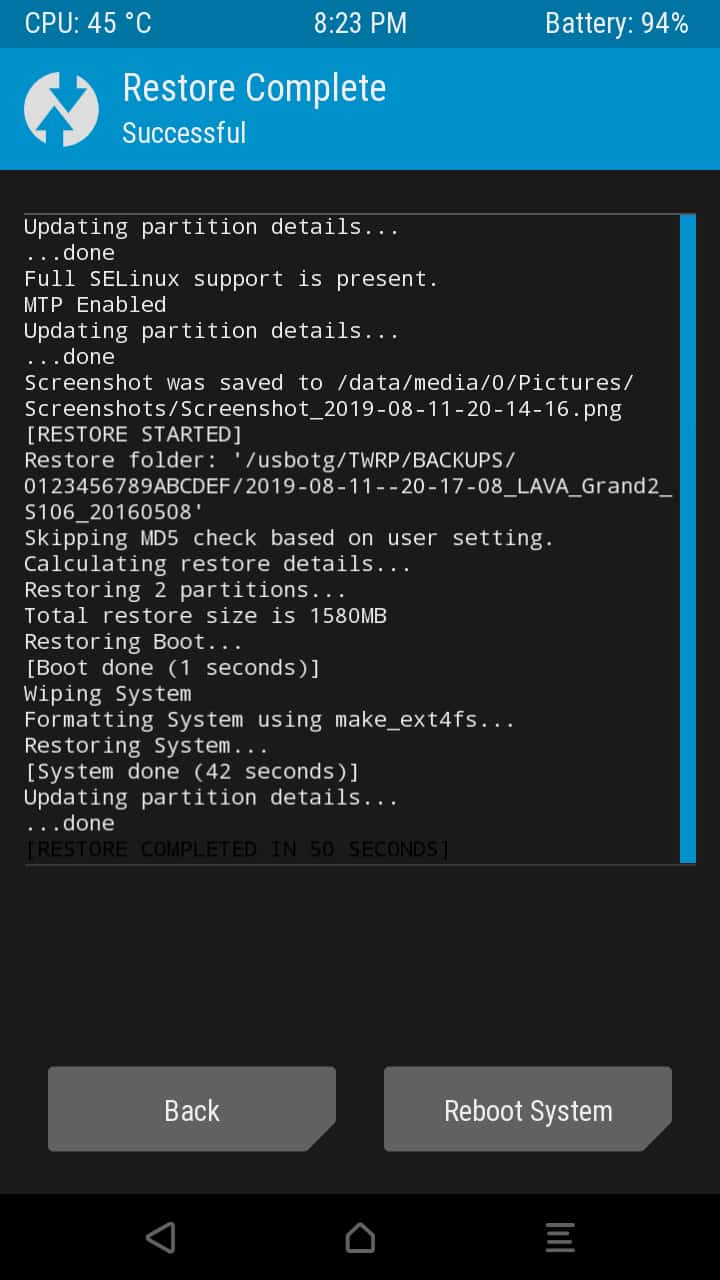 CPU: 45 °C 8:23 PM Battery: 94%
Restore Complete
Successful
Updating partition details...
...done
Full SELinux support is present.
MTP Enabled
Updating partition details...
...done
Screenshot was saved to /data/media/0/Pictures/
Screenshots/Screenshot_2019-08-11-20-14-16.png
[RESTORE STARTED]
Restore folder: '/usbotg/TWRP/BACKUPS/
0123456789ABCDEF/2019-08-11--20-17-08_LAVA_Grand2_
S106_20160508'
Skipping MD5 check based on user setting.
Calculating restore details...
Restoring 2 partitions...
Total restore size is 1580MB
Restoring Boot...
[Boot done (1 seconds)]
Wiping System
Formatting System using make_ext4fs...
Restoring System...
[System done (42 seconds)]
Updating partition details...
...done
[RESTORE COMPLETED IN 50 SECONDS]
Back Reboot System